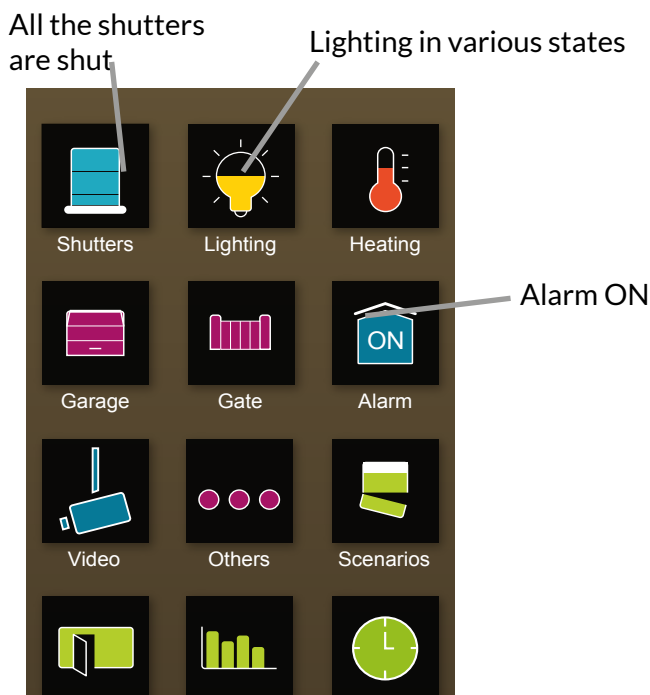 All the shutters
are shut
Lighting in various states
Shutters
Lighting
Heating
ON
Alarm ON
Garage
Gate
Alarm
Video
Others
Scenarios